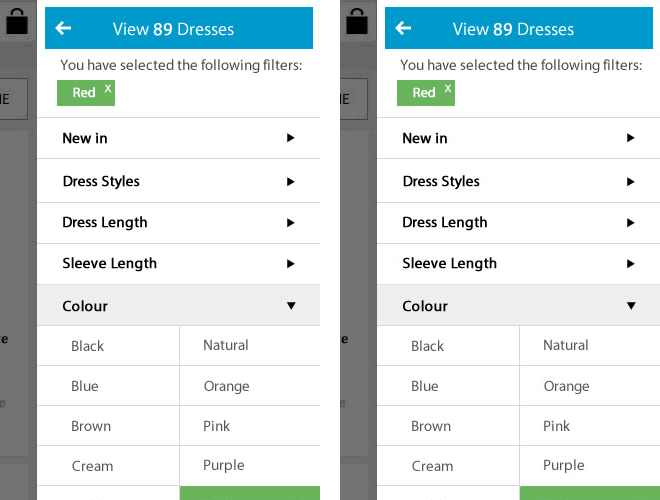 View 89 Dresses
You have selected the following filters:
Red X
New in
Dress Styles
Dress Length
Sleeve Length
Colour
Black Natural
Blue Orange
Brown Pink
Cream Purple
View 89 Dresses
You have selected the following filters:
Red X
New in
Dress Styles
Dress Length
Sleeve Length
Colour
Black Natural
Blue Orange
Brown Pink
Cream Purple